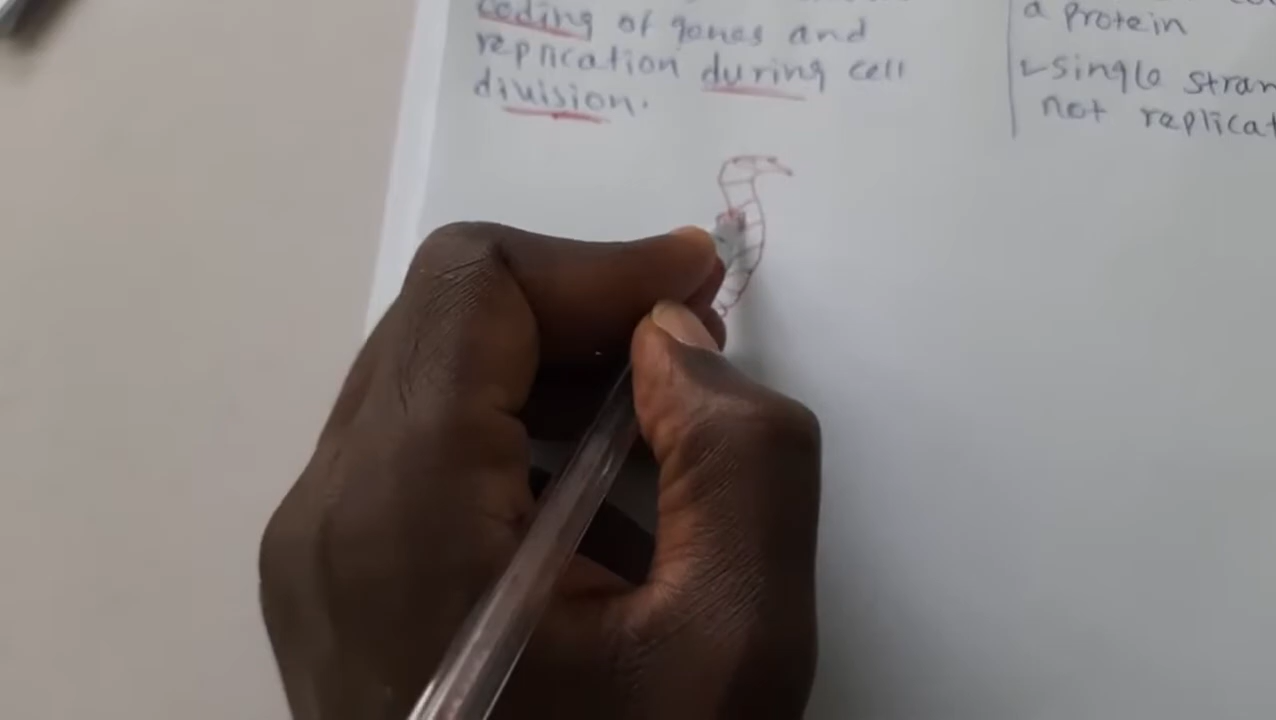 coding of genes and
replication during cell
division.
a protein
single stran
not replicat